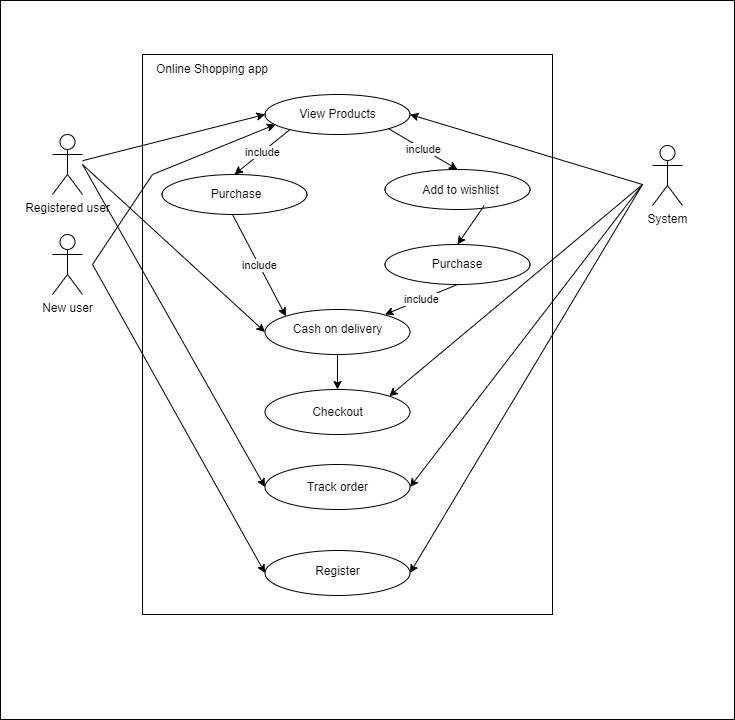 Online Shopping app
View Products
include
include
Registered user
Purchase
Add to wishlist
System
include
Purchase
New user
include
Cash on delivery
Checkout
Track order
Register